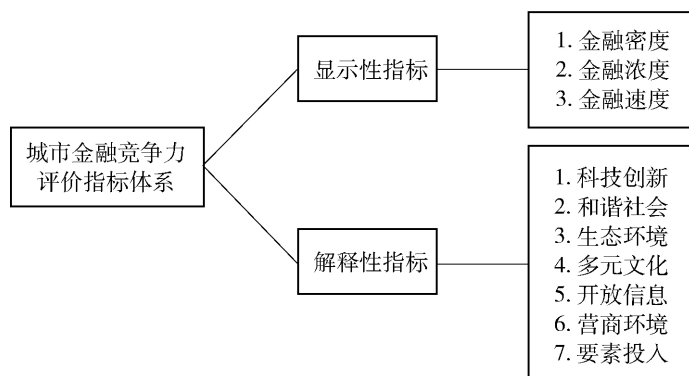 城市金融竞争力
评价指标体系
显示性指标
1. 金融密度
2. 金融浓度
3. 金融速度
解释性指标
1. 科技创新
2. 和谐社会
3. 生态环境
4. 多元文化
5. 开放信息
6. 营商环境
7. 要素投入